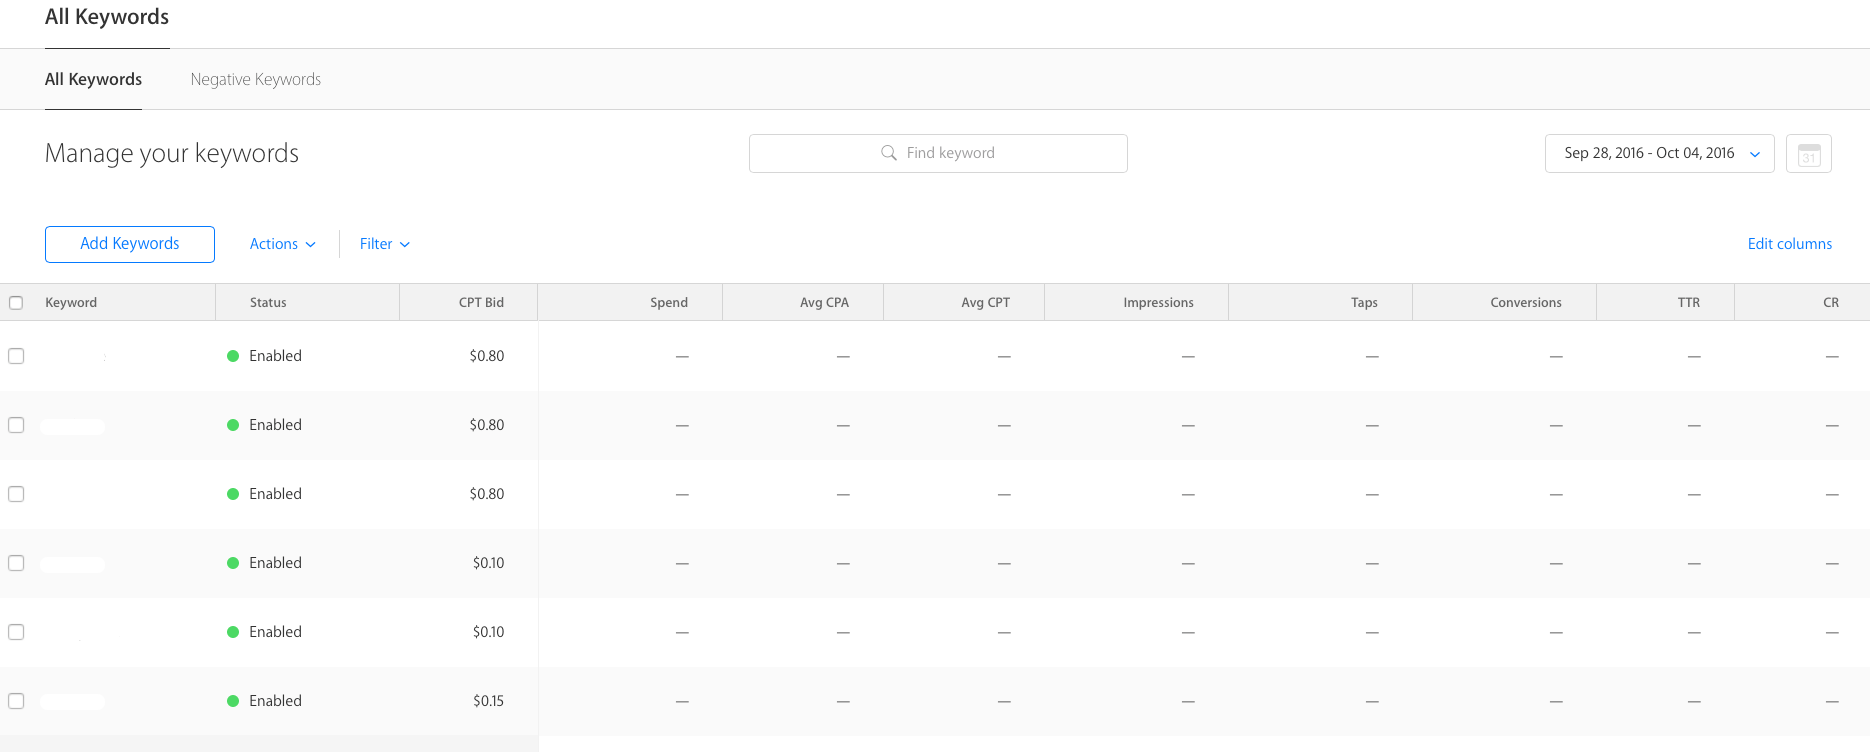 All Keywords
All Keywords Negative Keywords
Manage your keywords Find keyword Sep 28, 2016 - Oct 04, 2016 31
Add Keywords Actions Filter Edit columns
Keyword Status CPT Bid Spend Avg CPA Avg CPT Impressions Taps Conversions TTR CR
Enabled $0.80 — — — — — — — —
Enabled $0.80 — — — — — — — —
Enabled $0.80 — — — — — — — —
Enabled $0.10 — — — — — — — —
Enabled $0.10 — — — — — — — —
Enabled $0.15 — — — — — — — —